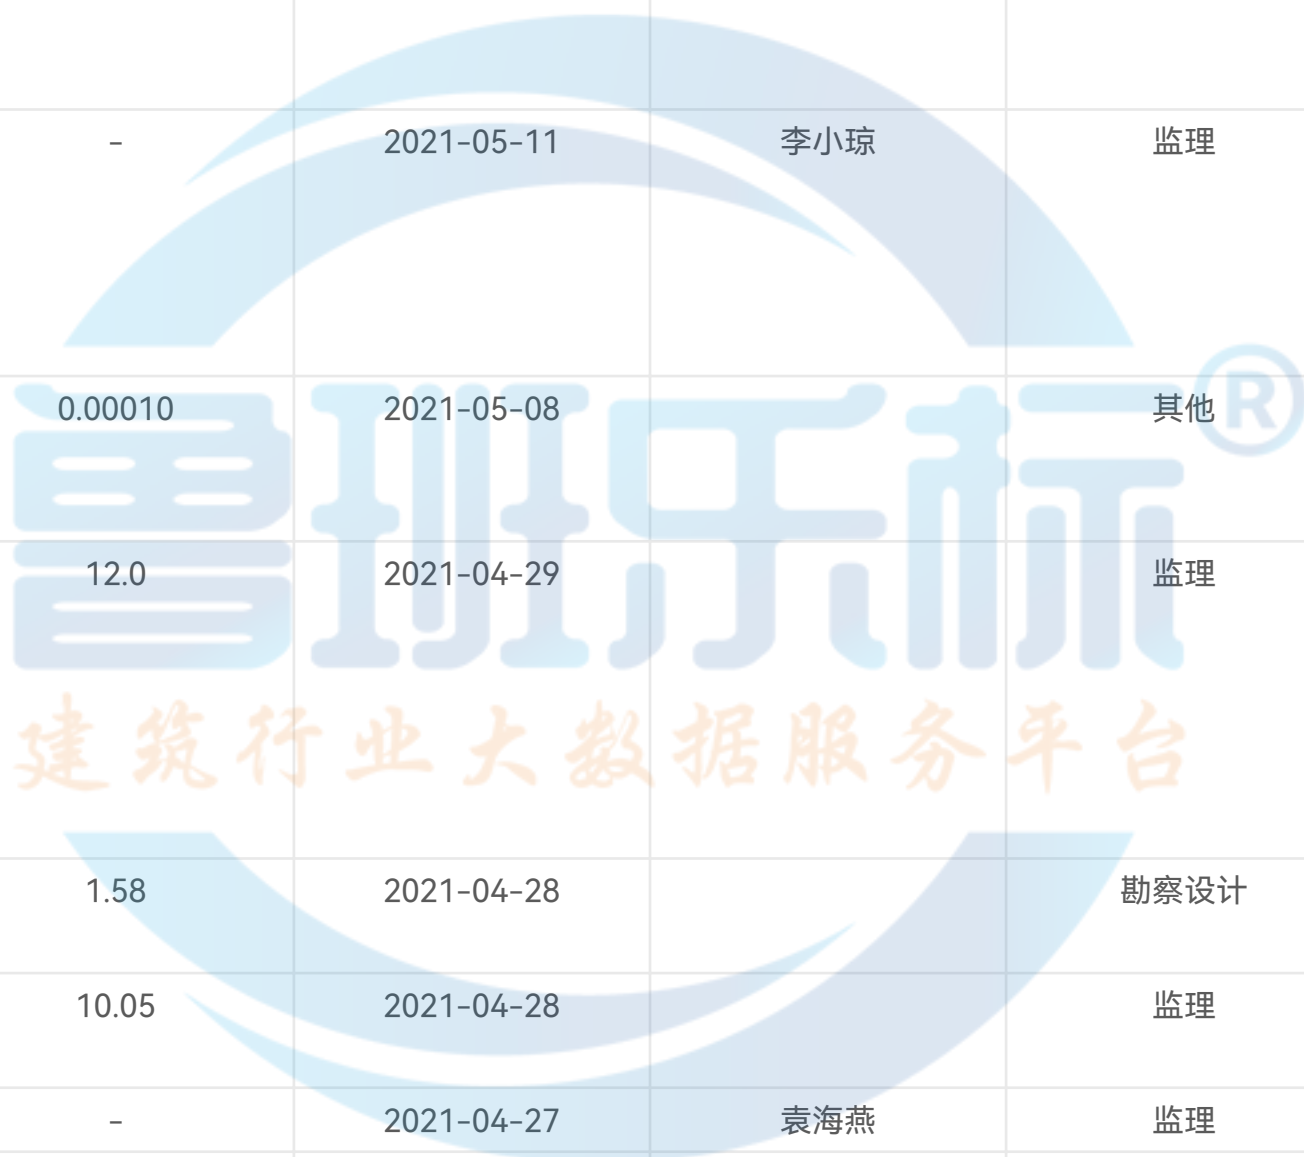 - 2021-05-11 李小琼 监理
0.00010 2021-05-08 其他
鲁班乐标®
12.0 2021-04-29 监理
建筑行业大数据服务平台
1.58 2021-04-28 勘察设计
10.05 2021-04-28 监理
- 2021-04-27 袁海燕 监理